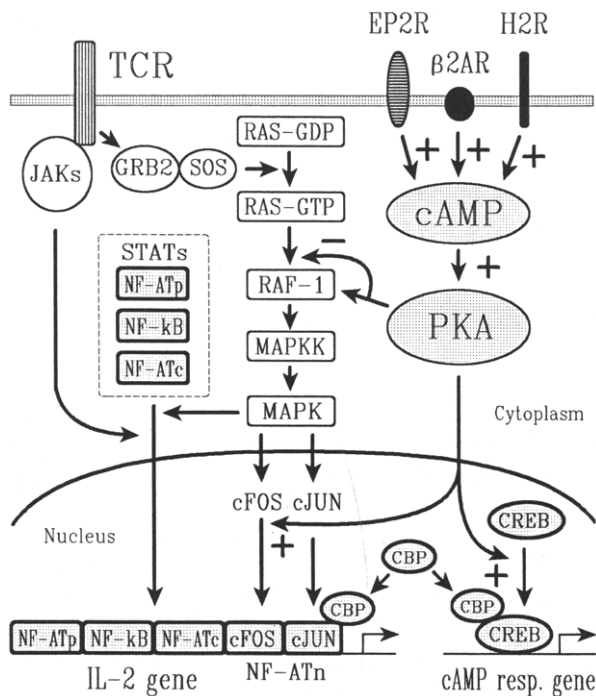 EP2R
H2R
TCR
β2AR
RAS-GDP
JAKs
GRB2
SOS
+
+
+
RAS-GTP
cAMP
STATs
−
+
NF-ATp
RAF-1
NF-kB
MAPKK
PKA
NF-ATc
MAPK
Cytoplasm
cFOS
cJUN
CREB
Nucleus
+
CBP
+
CBP
CBP
NF-ATp
NF-kB
NF-ATc
cFOS
cJUN
CREB
IL-2 gene
NF-ATn
cAMP resp. gene